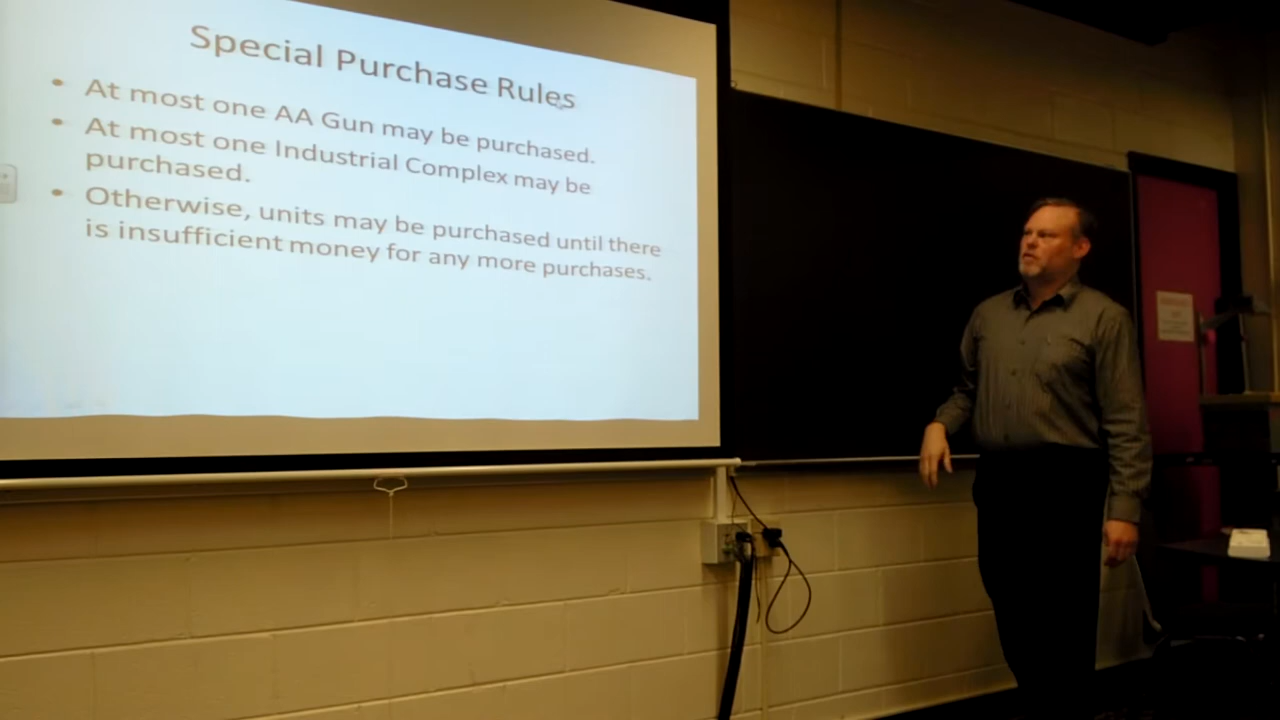 Special Purchase Rules
• At most one AA Gun may be purchased.
• At most one Industrial Complex may be
purchased.
• Otherwise, units may be purchased until there
is insufficient money for any more purchases.